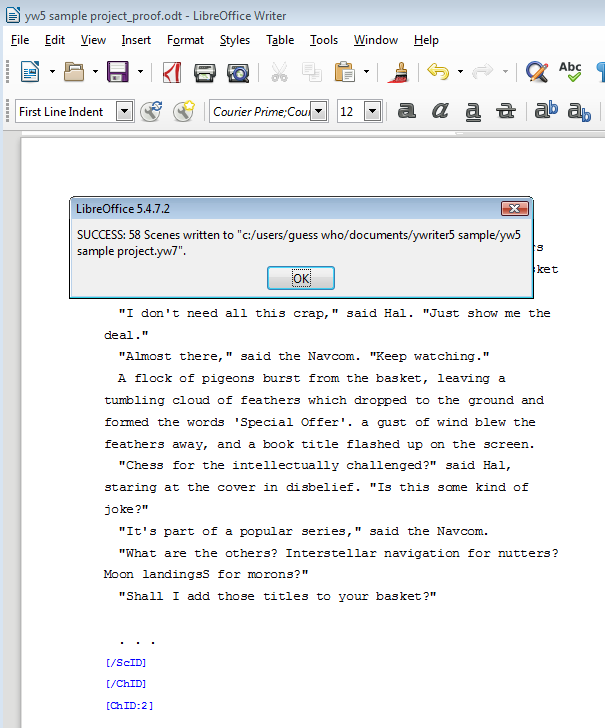 yw5 sample project_proof.odt - LibreOffice Writer
File Edit View Insert Format Styles Table Tools Window Help
Abc
First Line Indent Courier Prime;Cou 12 a a a a ab ab
LibreOffice 5.4.7.2
SUCCESS: 58 Scenes written to "c:/users/guess who/documents/ywriter5 sample/yw5
sample project.yw7".
OK
"I don't need all this crap," said Hal. "Just show me the
deal."
"Almost there," said the Navcom. "Keep watching."
A flock of pigeons burst from the basket, leaving a
tumbling cloud of feathers which dropped to the ground and
formed the words 'Special Offer'. a gust of wind blew the
feathers away, and a book title flashed up on the screen.
"Chess for the intellectually challenged?" said Hal,
staring at the cover in disbelief. "Is this some kind of
joke?"
"It's part of a popular series," said the Navcom.
"What are the others? Interstellar navigation for nutters?
Moon landingsS for morons?"
"Shall I add those titles to your basket?"
. . .
[/ScID]
[/ChID]
[ChID:2]